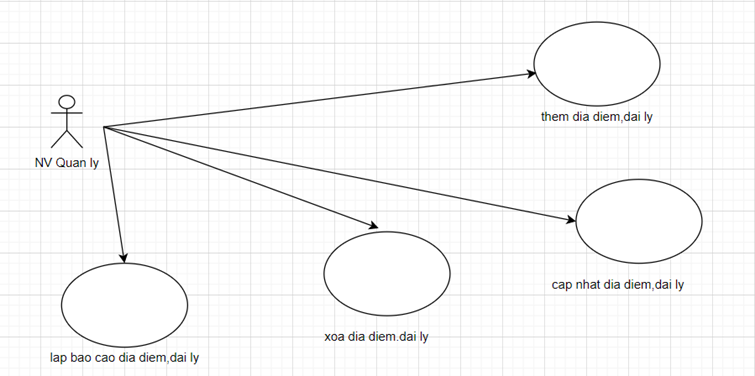 them dia diem,dai ly
NV Quan ly
cap nhat dia diem,dai ly
xoa dia diem.dai ly
lap bao cao dia diem,dai ly